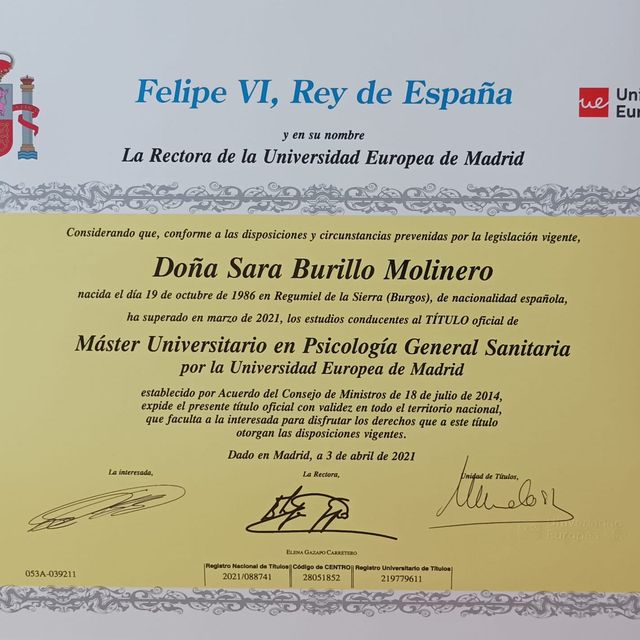 Felipe VI, Rey de España
ue
y en su nombre
La Rectora de la Universidad Europea de Madrid
Considerando que, conforme a las disposiciones y circunstancias prevenidas por la legislación vigente,
Doña Sara Burillo Molinero
nacida el día 19 de octubre de 1986 en Regumiel de la Sierra (Burgos), de nacionalidad española,
ha superado en marzo de 2021, los estudios conducentes al TÍTULO oficial de
Máster Universitario en Psicología General Sanitaria
por la Universidad Europea de Madrid
establecido por Acuerdo del Consejo de Ministros de 18 de julio de 2014,
expide el presente título oficial con validez en todo el territorio nacional,
que faculta a la interesada para disfrutar los derechos que a este título
otorgan las disposiciones vigentes.
Dado en Madrid, a 3 de abril de 2021
La interesada,
La Rectora,
Unidad de Títulos,
ELENA GAZAPO CARRETERO
053A-039211
Registro Nacional de Títulos Código de CENTRO Registro Universitario de Títulos
2021/088741 28051852 219779611